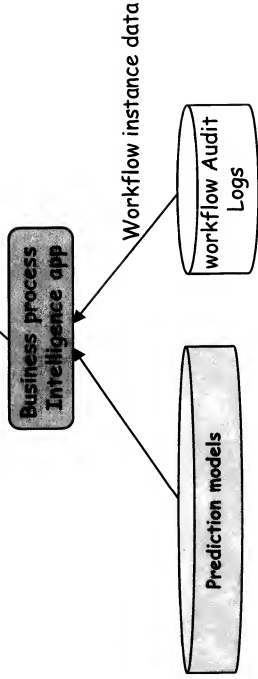 Business process
Intelligence app
Workflow instance data
Prediction models
workflow Audit
Logs